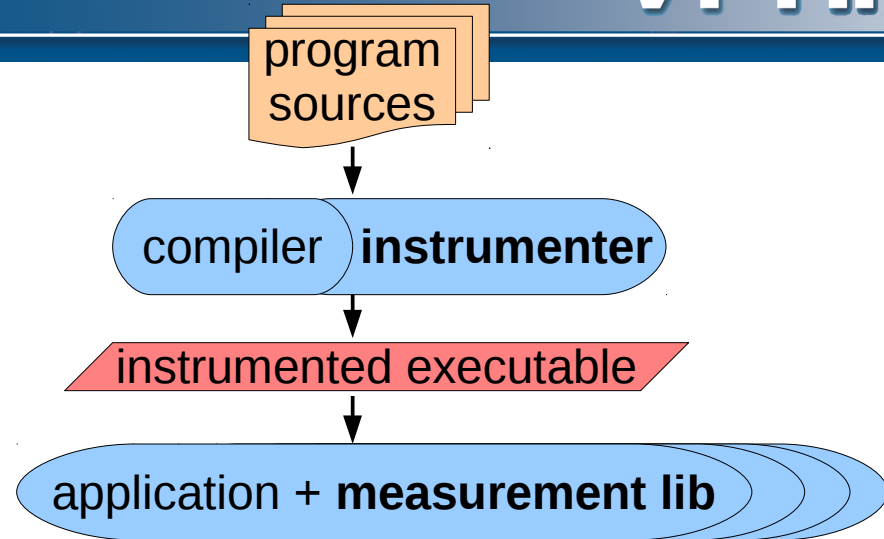 program
sources
compiler instrumenter
instrumented executable
application + measurement lib